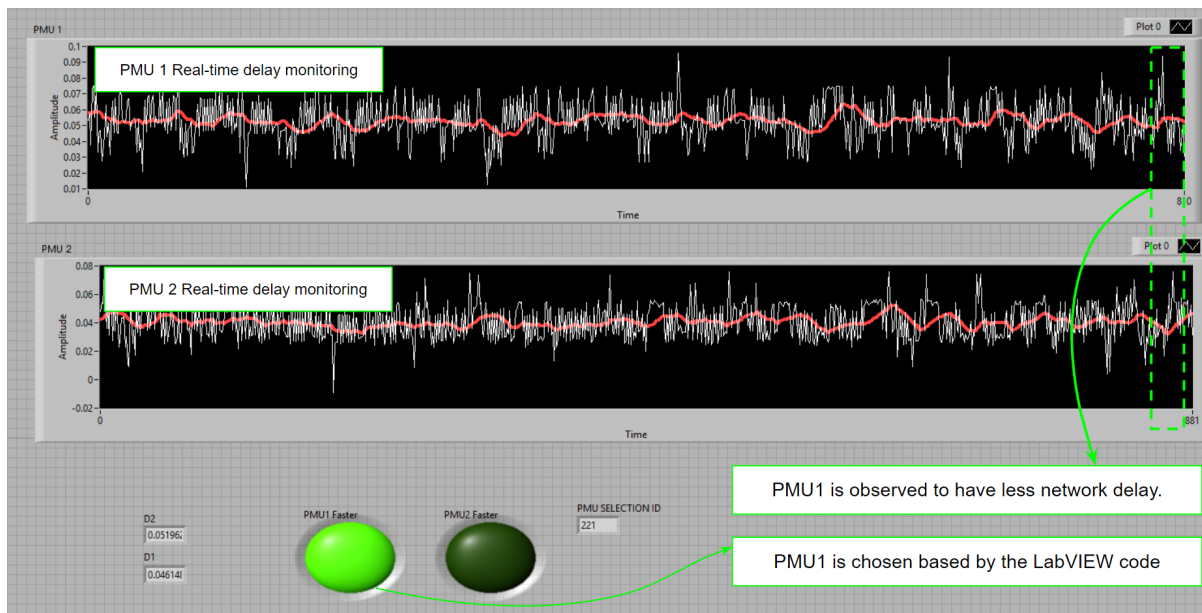 PMU 1
Plot 0
0.1
0.09
0.08
0.07
0.06
0.05
0.04
0.03
0.02
0.01
Amplitude
PMU 1 Real-time delay monitoring
0
Time
PMU 2
Plot 0
0.08
0.06
0.04
0.02
0
-0.02
Amplitude
PMU 2 Real-time delay monitoring
0
881
Time
PMU1 is observed to have less network delay.
D2
0.05196
D1
0.04614
PMU1 Faster
PMU2 Faster
PMU SELECTION ID
221
PMU1 is chosen based by the LabVIEW code